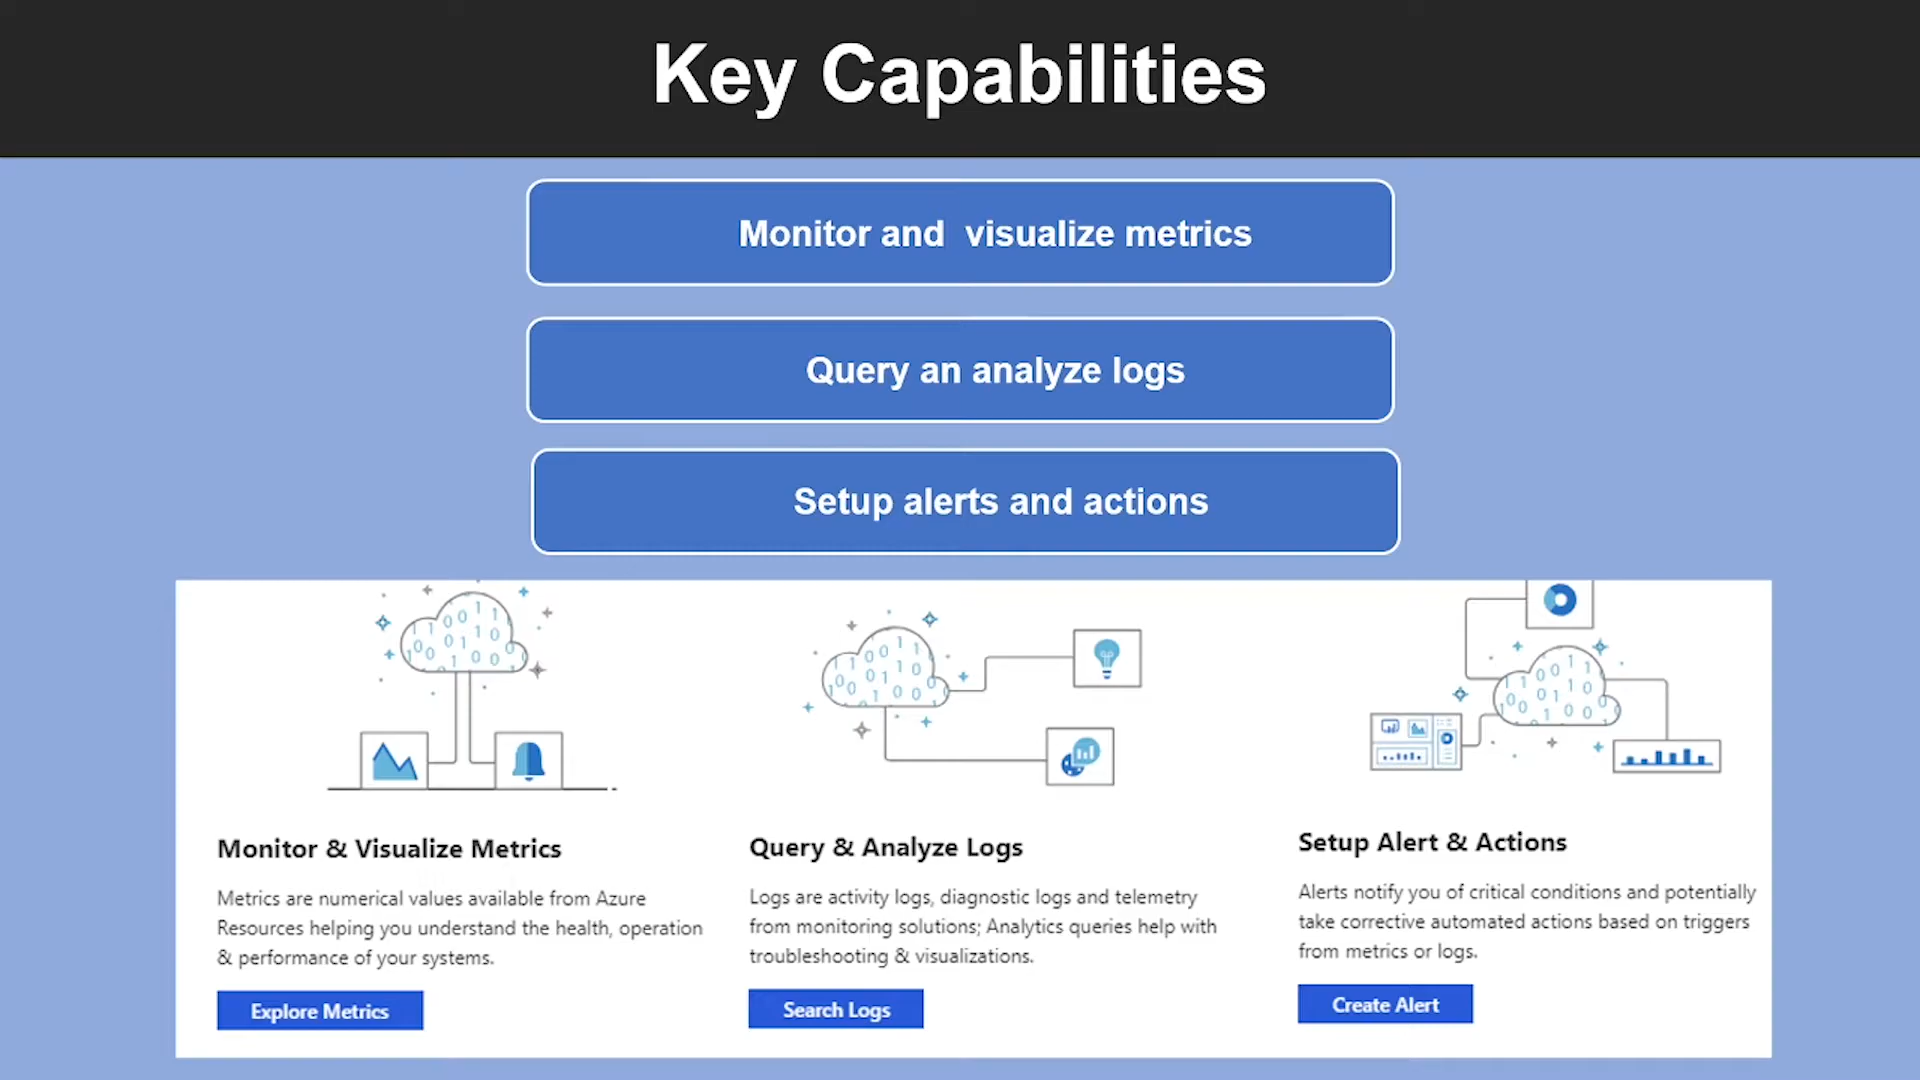 Key Capabilities
Monitor and  visualize metrics
Query an analyze logs
Setup alerts and actions
Monitor & Visualize Metrics
Metrics are numerical values available from Azure
Resources helping you understand the health, operation
& performance of your systems.
Explore Metrics
Query & Analyze Logs
Logs are activity logs, diagnostic logs and telemetry
from monitoring solutions; Analytics queries help with
troubleshooting & visualizations.
Search Logs
Setup Alert & Actions
Alerts notify you of critical conditions and potentially
take corrective automated actions based on triggers
from metrics or logs.
Create Alert